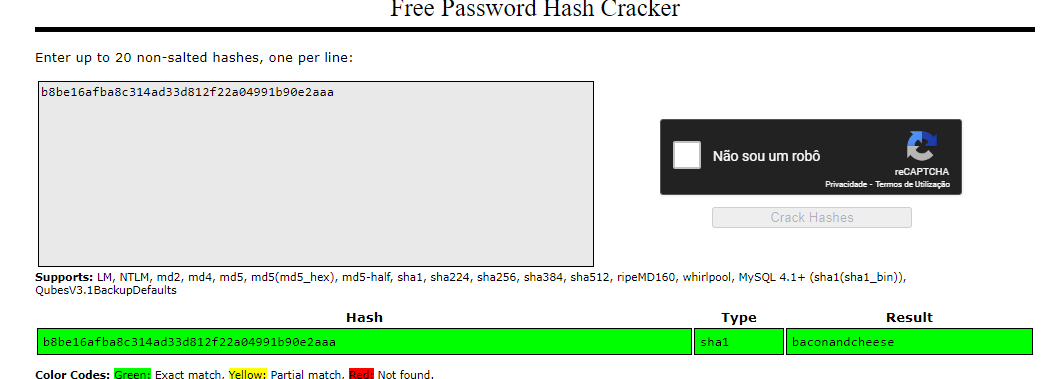 Free Password Hash Cracker
Enter up to 20 non-salted hashes, one per line:
b8be16afba8c314ad33d812f22a04991b90e2aaa
Não sou um robô
reCAPTCHA
Privacidade - Termos de Utilização
Crack Hashes
Supports: LM, NTLM, md2, md4, md5, md5(md5_hex), md5-half, sha1, sha224, sha256, sha384, sha512, ripeMD160, whirlpool, MySQL 4.1+ (sha1(sha1_bin)),
QubesV3.1BackupDefaults
Hash Type Result
b8be16afba8c314ad33d812f22a04991b90e2aaa sha1 baconandcheese
Color Codes: Green: Exact match, Yellow: Partial match, Red: Not found.